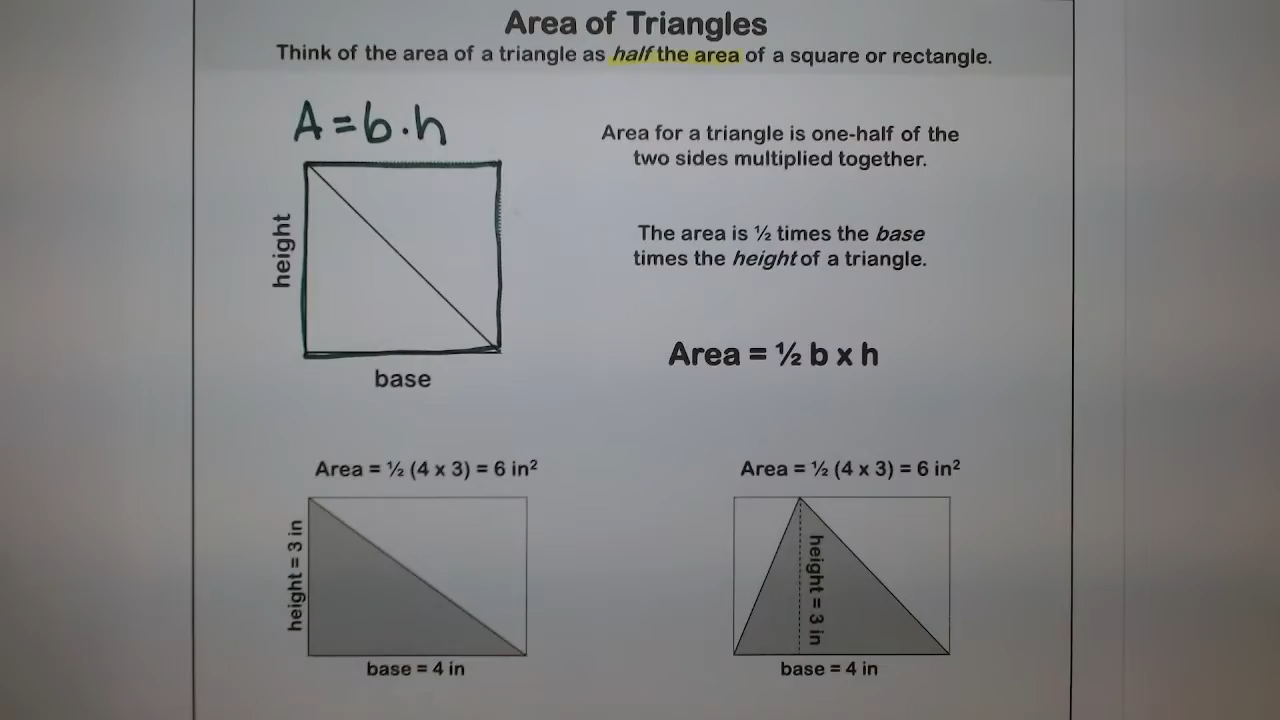 Area of Triangles
Think of the area of a triangle as half the area of a square or rectangle.
A = b · h
height
base
Area for a triangle is one-half of the
two sides multiplied together.
The area is ½ times the base
times the height of a triangle.
Area = ½ b x h
Area = ½ (4 x 3) = 6 in²
height = 3 in
base = 4 in
Area = ½ (4 x 3) = 6 in²
height = 3 in
base = 4 in